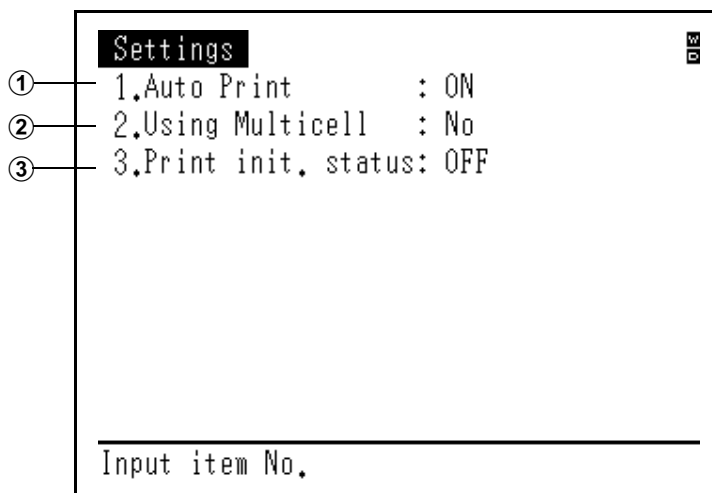 Settings
W
D
① 1.Auto Print : ON
② 2.Using Multicell : No
③ 3.Print init. status: OFF
Input item No.